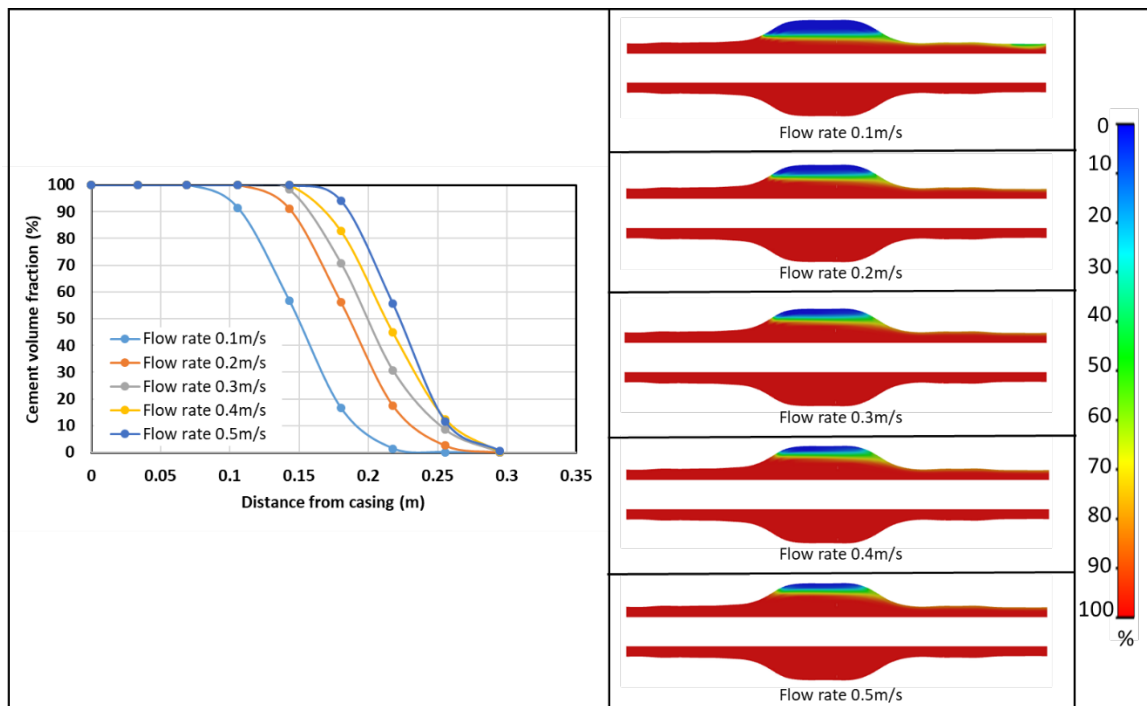 Cement volume fraction (%)
100
90
80
70
60
50
40
30
20
10
0
Flow rate 0.1m/s
Flow rate 0.2m/s
Flow rate 0.3m/s
Flow rate 0.4m/s
Flow rate 0.5m/s
0 0.05 0.1 0.15 0.2 0.25 0.3 0.35
Distance from casing (m)
Flow rate 0.1m/s
Flow rate 0.2m/s
Flow rate 0.3m/s
Flow rate 0.4m/s
Flow rate 0.5m/s
0
10
20
30
40
50
60
70
80
90
100
%